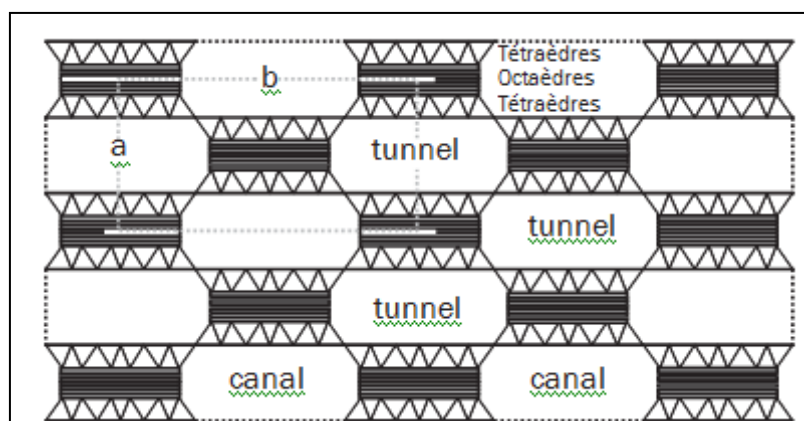 Tétraèdres
b
Octaèdres
Tétraèdres
a
tunnel
tunnel
tunnel
canal
canal